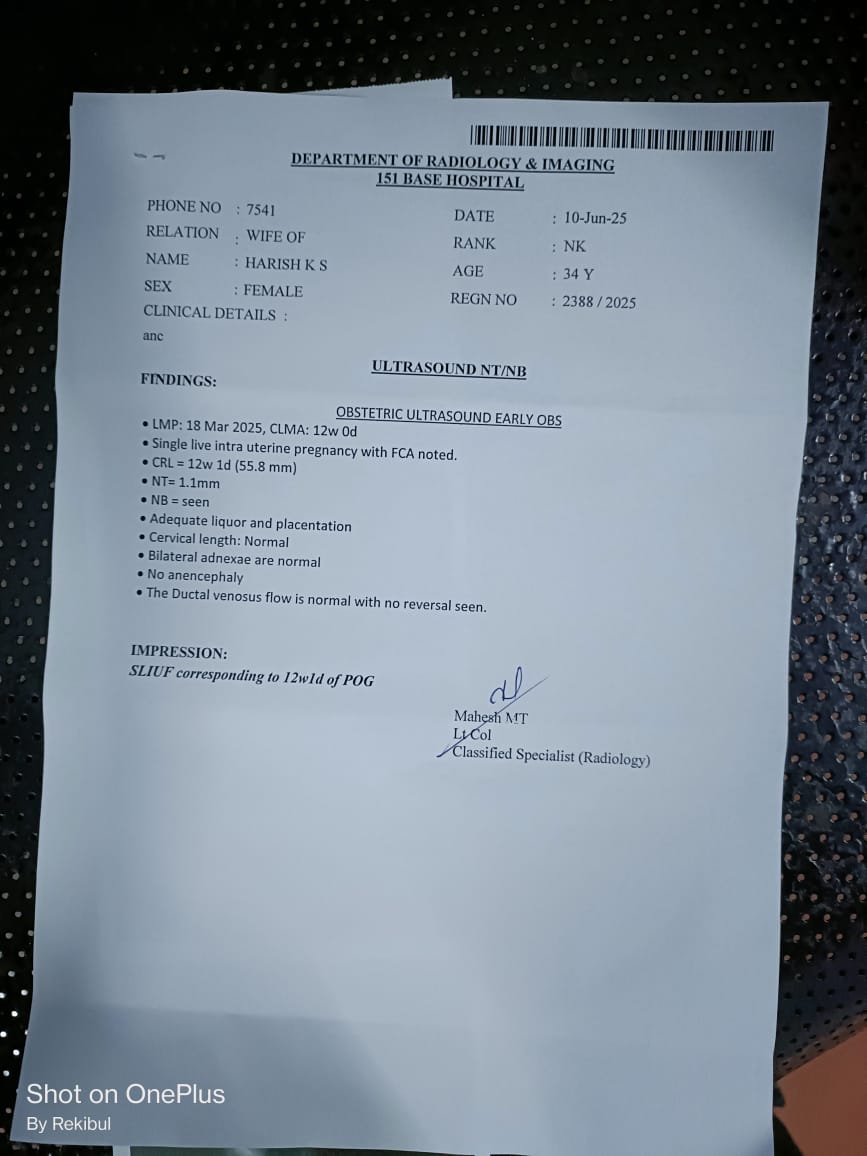 DEPARTMENT OF RADIOLOGY & IMAGING
151 BASE HOSPITAL
PHONE NO : 7541
DATE : 10-Jun-25
RELATION : WIFE OF
RANK : NK
NAME : HARISH K S
AGE : 34 Y
SEX : FEMALE
REGN NO : 2388 / 2025
CLINICAL DETAILS :
anc
ULTRASOUND NT/NB
FINDINGS:
OBSTETRIC ULTRASOUND EARLY OBS
• LMP: 18 Mar 2025, CLMA: 12w 0d
• Single live intra uterine pregnancy with FCA noted.
• CRL = 12w 1d (55.8 mm)
• NT= 1.1mm
• NB = seen
• Adequate liquor and placentation
• Cervical length: Normal
• Bilateral adnexae are normal
• No anencephaly
• The Ductal venosus flow is normal with no reversal seen.
IMPRESSION:
SLIUF corresponding to 12w1d of POG
Mahesh MT
Lt Col
Classified Specialist (Radiology)
Shot on OnePlus
By Rekibul